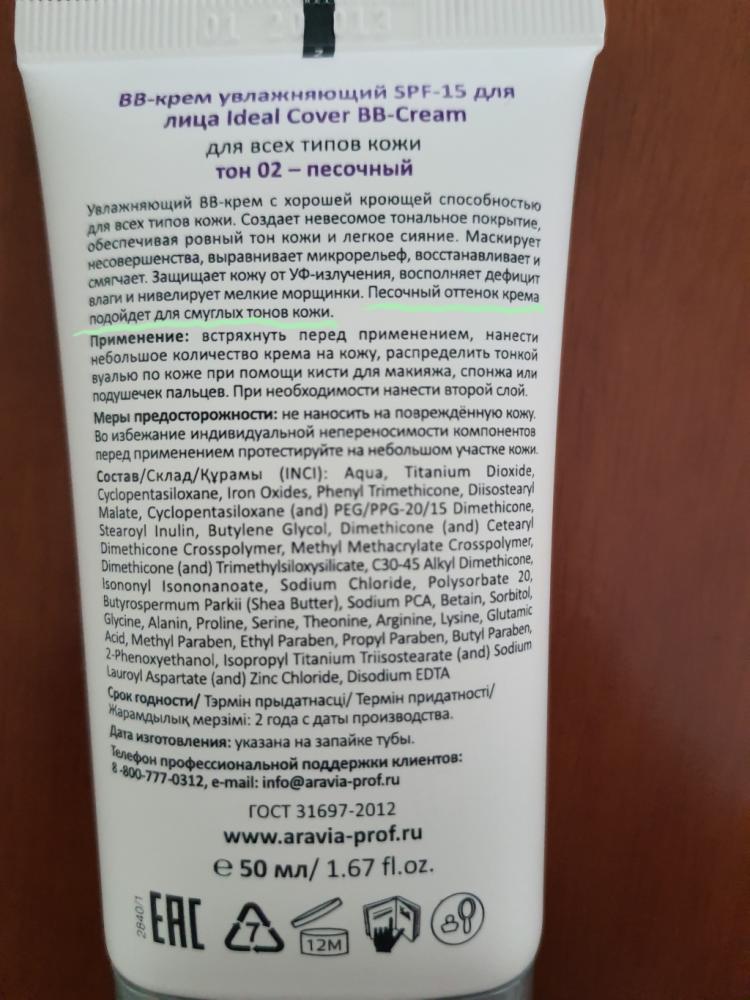 BB-крем увлажняющий SPF-15 для
лица Ideal Cover BB-Cream
для всех типов кожи
тон 02 – песочный
Увлажняющий BB-крем с хорошей кроющей способностью
для всех типов кожи. Создает невесомое тональное покрытие,
обеспечивая ровный тон кожи и легкое сияние. Маскирует
несовершенства, выравнивает микрорельеф, восстанавливает и
смягчает. Защищает кожу от УФ-излучения, восполняет дефицит
влаги и нивелирует мелкие морщинки. Песочный оттенок крема
подойдет для смуглых тонов кожи.
Применение: встряхнуть перед применением, нанести
небольшое количество крема на кожу, распределить тонкой
вуалью по коже при помощи кисти для макияжа, спонжа или
подушечек пальцев. При необходимости нанести второй слой.
Меры предосторожности: не наносить на повреждённую кожу.
Во избежание индивидуальной непереносимости компонентов
перед применением протестируйте на небольшом участке кожи.
Состав/Склад/Құрамы (INCI): Aqua, Titanium Dioxide,
Cyclopentasiloxane, Iron Oxides, Phenyl Trimethicone, Diisostearyl
Malate, Cyclopentasiloxane (and) PEG/PPG-20/15 Dimethicone,
Stearoyl Inulin, Butylene Glycol, Dimethicone (and) Cetearyl
Dimethicone Crosspolymer, Methyl Methacrylate Crosspolymer,
Dimethicone (and) Trimethylsiloxysilicate, C30-45 Alkyl Dimethicone,
Isononyl Isononanoate, Sodium Chloride, Polysorbate 20,
Butyrospermum Parkii (Shea Butter), Sodium PCA, Betain, Sorbitol,
Glycine, Alanin, Proline, Serine, Theonine, Arginine, Lysine, Glutamic
Acid, Methyl Paraben, Ethyl Paraben, Propyl Paraben, Butyl Paraben,
2-Phenoxyethanol, Isopropyl Titanium Triisostearate (and) Sodium
Lauroyl Aspartate (and) Zinc Chloride, Disodium EDTA
Срок годности/ Тэрмін прыдатнасці/ Термін придатності/
Жарамдылық мерзімі: 2 года с даты производства.
Дата изготовления: указана на запайке тубы.
Телефон профессиональной поддержки клиентов:
8 -800-777-0312, e-mail: info@aravia-prof.ru
ГОСТ 31697-2012
www.aravia-prof.ru
℮ 50 мл/ 1.67 fl.oz.
2840/1
EAC
7
12M